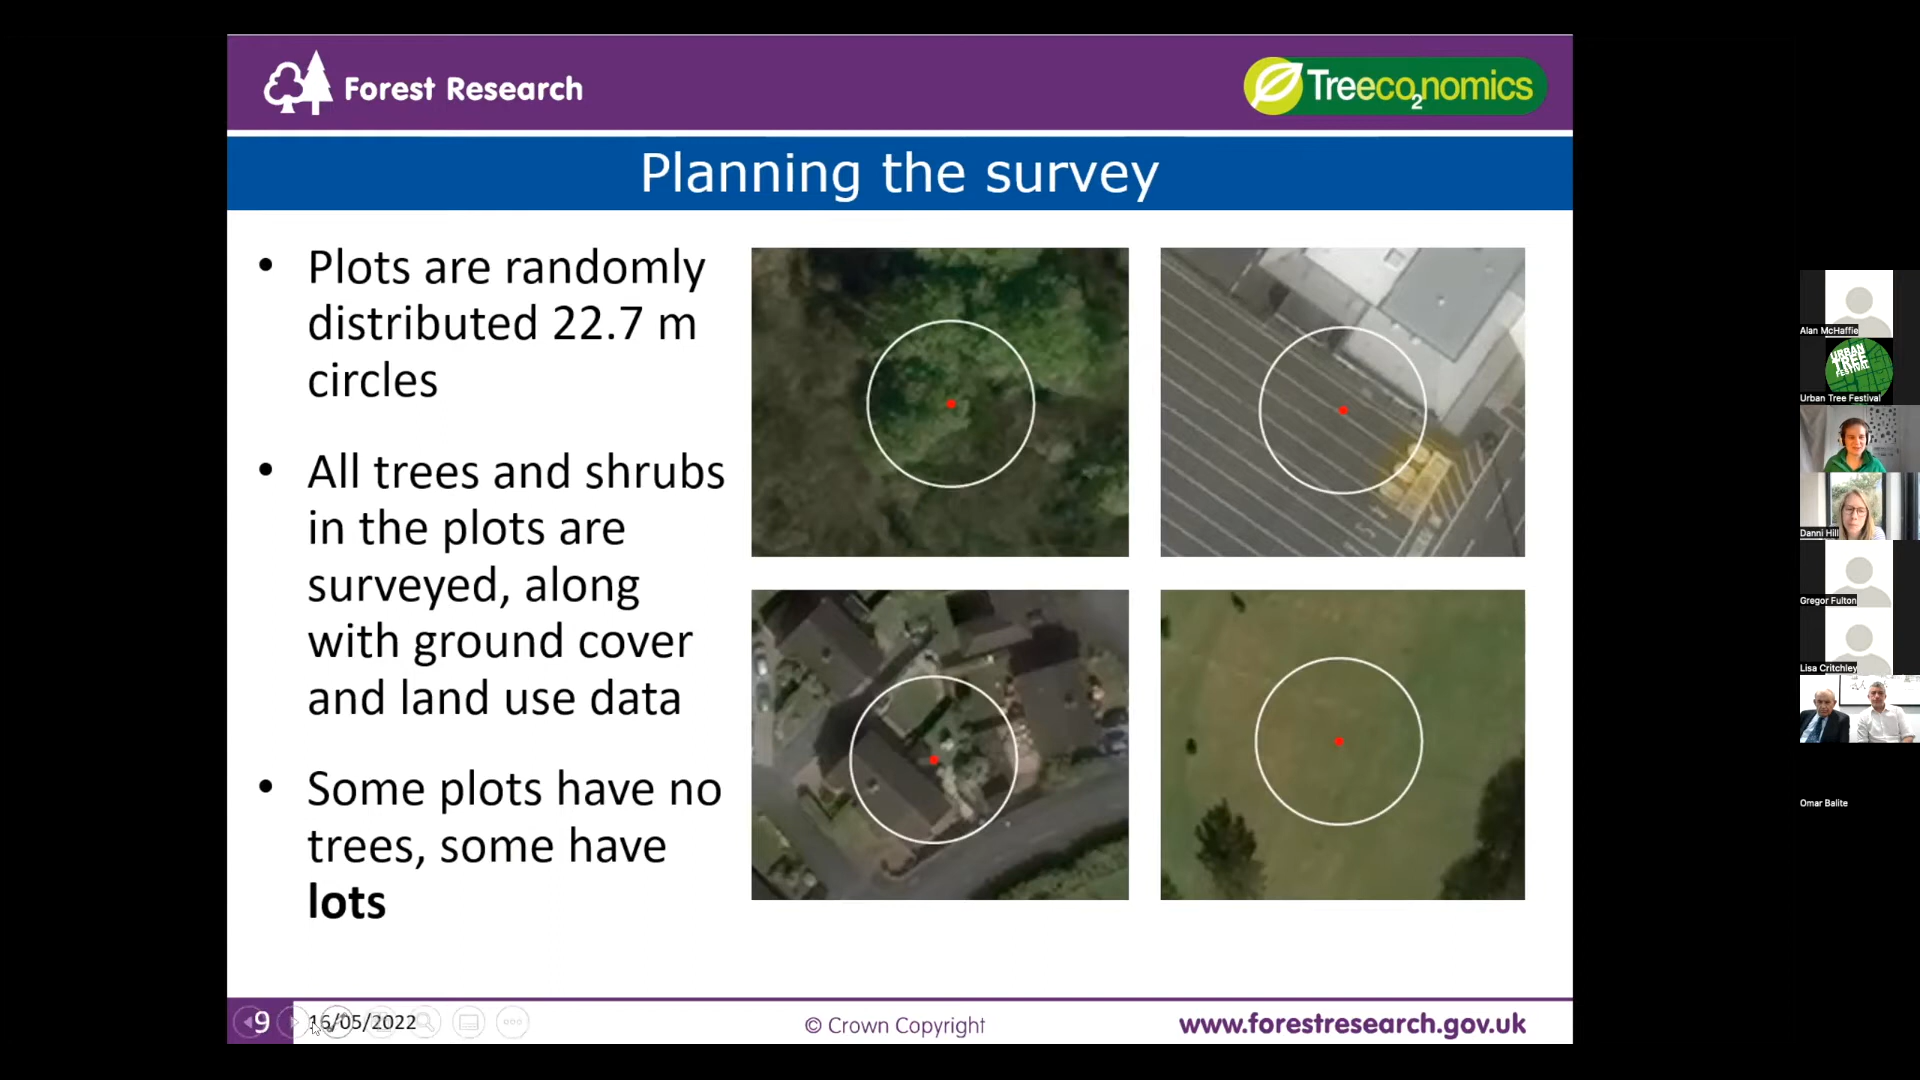 Forest Research
Treeco2nomics
Planning the survey
• Plots are randomly
distributed 22.7 m
circles
• All trees and shrubs
in the plots are
surveyed, along
with ground cover
and land use data
• Some plots have no
trees, some have
lots
9
16/05/2022
© Crown Copyright
www.forestresearch.gov.uk
Alan McHaffie
URBAN
TREE
FESTIVAL
Urban Tree Festival
Danni Hill
Gregor Fulton
Lisa Critchley
Omar Balite